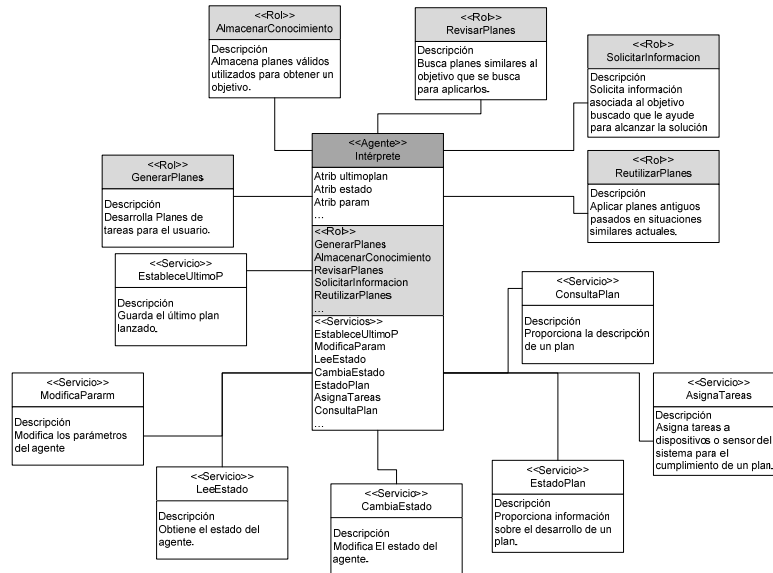 <<Rol>>
AlmacenarConocimiento
Descripción
Almacena planes válidos
utilizados para obtener un
objetivo.
<<Rol>>
RevisarPlanes
Descripción
Busca planes similares al
objetivo que se busca
para aplicarlos.
<<Rol>>
SolicitarInformacion
Descripción
Solicita información
asociada al objetivo
buscado que le ayude
para alcanzar la solución
<<Rol>>
GenerarPlanes
Descripción
Desarrolla Planes de
tareas para el usuario.
<<Agente>>
Intérprete
Atrib ultimoplan
Atrib estado
Atrib param
...
<<Rol>>
GenerarPlanes
AlmacenarConocimiento
RevisarPlanes
SolicitarInformacion
ReutilizarPlanes
...
<<Servicios>>
EstableceUltimoP
ModificaParam
LeeEstado
CambiaEstado
EstadoPlan
AsignaTareas
ConsultaPlan
...
<<Rol>>
ReutilizarPlanes
Descripción
Aplicar planes antiguos
pasados en situaciones
similares actuales.
<<Servicio>>
EstableceUltimoP
Descripción
Guarda el último plan
lanzado.
<<Servicio>>
ConsultaPlan
Descripción
Proporciona la descripción
de un plan
<<Servicio>>
ModificaPararm
Descripción
Modifica los parámetros
del agente
<<Servicio>>
AsignaTareas
Descripción
Asigna tareas a
dispositivos o sensor del
sistema para el
cumplimiento de un plan.
<<Servicio>>
LeeEstado
Descripción
Obtiene el estado del
agente.
<<Servicio>>
CambiaEstado
Descripción
Modifica El estado del
agente.
<<Servicio>>
EstadoPlan
Descripción
Proporciona información
sobre el desarrollo de un
plan.